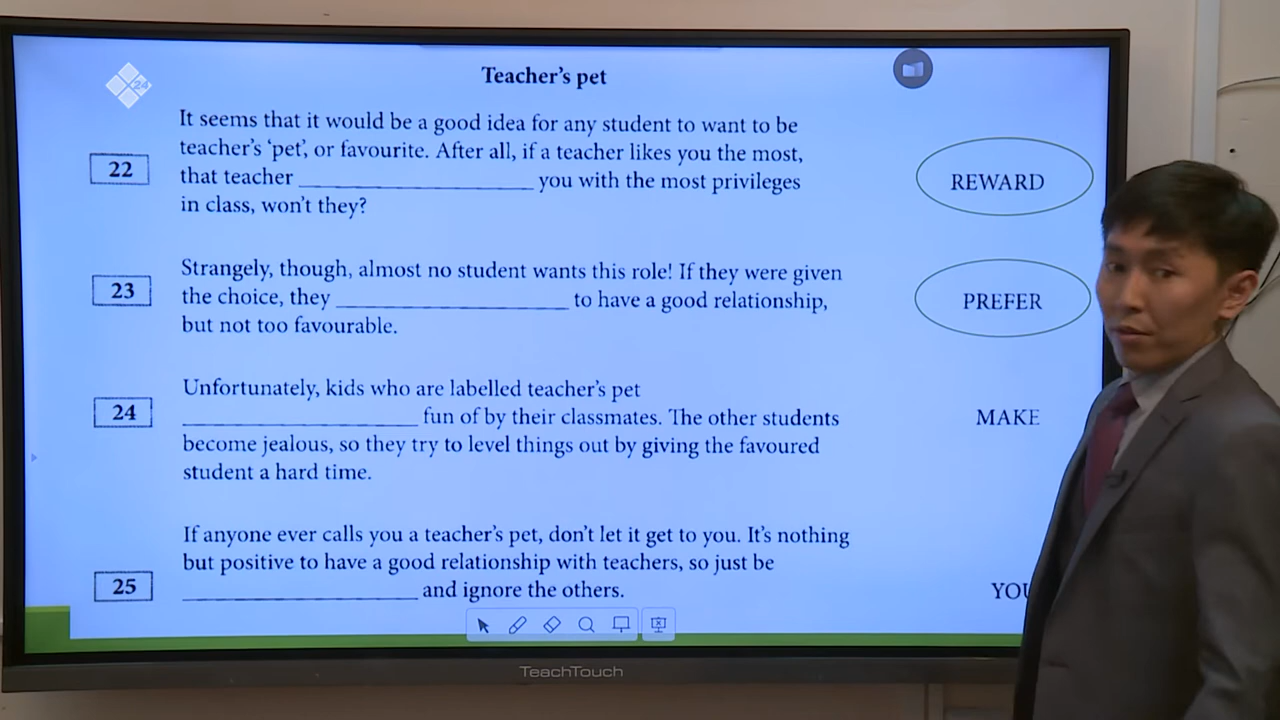 Teacher's pet
24
It seems that it would be a good idea for any student to want to be
teacher's ‘pet’, or favourite. After all, if a teacher likes you the most,
22
that teacher ____________________ you with the most privileges
REWARD
in class, won't they?
Strangely, though, almost no student wants this role! If they were given
23
the choice, they ____________________ to have a good relationship,
PREFER
but not too favourable.
Unfortunately, kids who are labelled teacher's pet
24
____________________ fun of by their classmates. The other students
MAKE
become jealous, so they try to level things out by giving the favoured
student a hard time.
If anyone ever calls you a teacher's pet, don't let it get to you. It's nothing
but positive to have a good relationship with teachers, so just be
25
____________________ and ignore the others.
TeachTouch